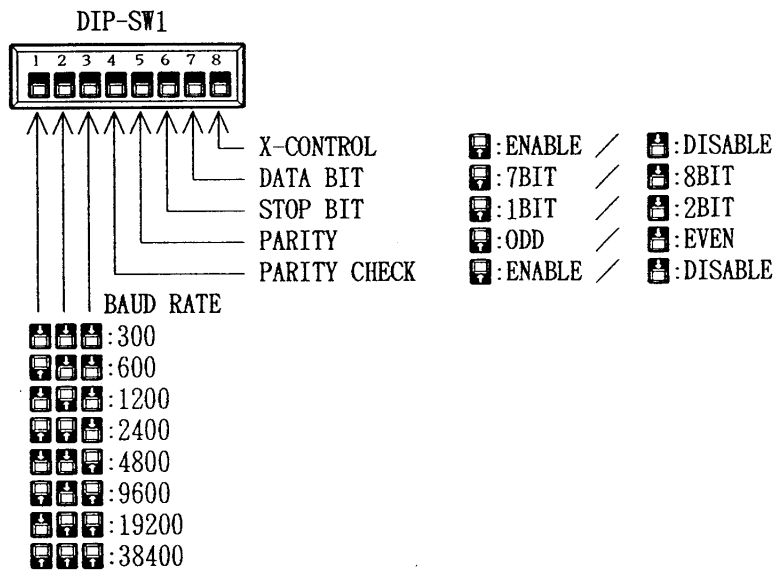 DIP-SW1
1 2 3 4 5 6 7 8
X-CONTROL :ENABLE / :DISABLE
DATA BIT :7BIT / :8BIT
STOP BIT :1BIT / :2BIT
PARITY :ODD / :EVEN
PARITY CHECK :ENABLE / :DISABLE
BAUD RATE
:300
:600
:1200
:2400
:4800
:9600
:19200
:38400